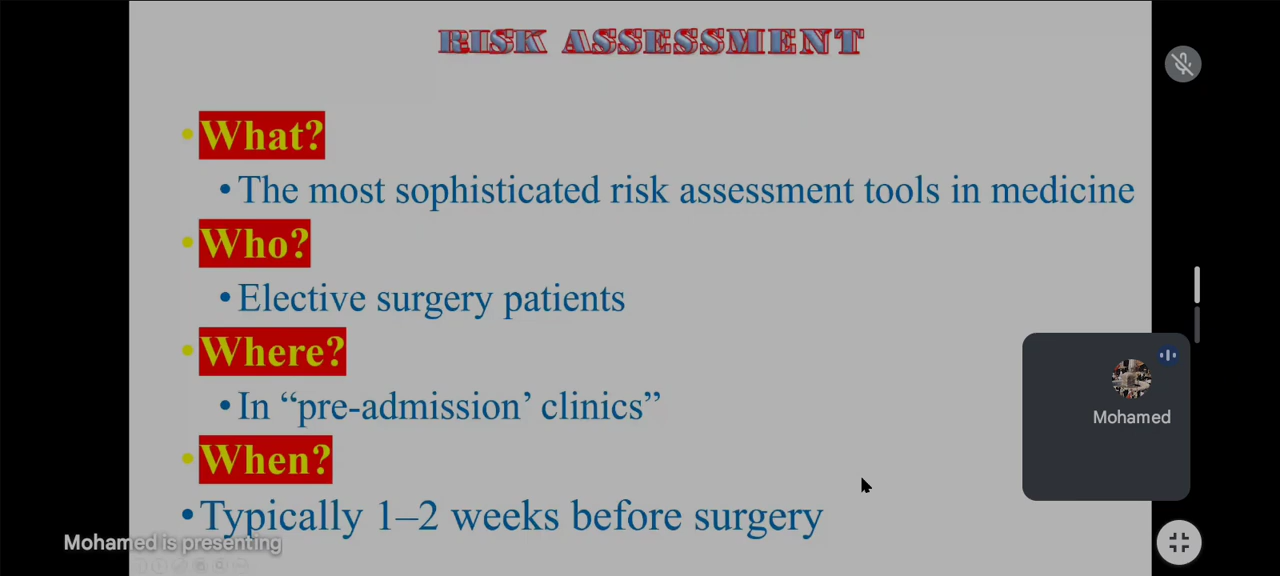 RISK ASSESSMENT
• What?
• The most sophisticated risk assessment tools in medicine
• Who?
• Elective surgery patients
• Where?
• In “pre-admission’ clinics”
• When?
• Typically 1–2 weeks before surgery
Mohamed
Mohamed is presenting